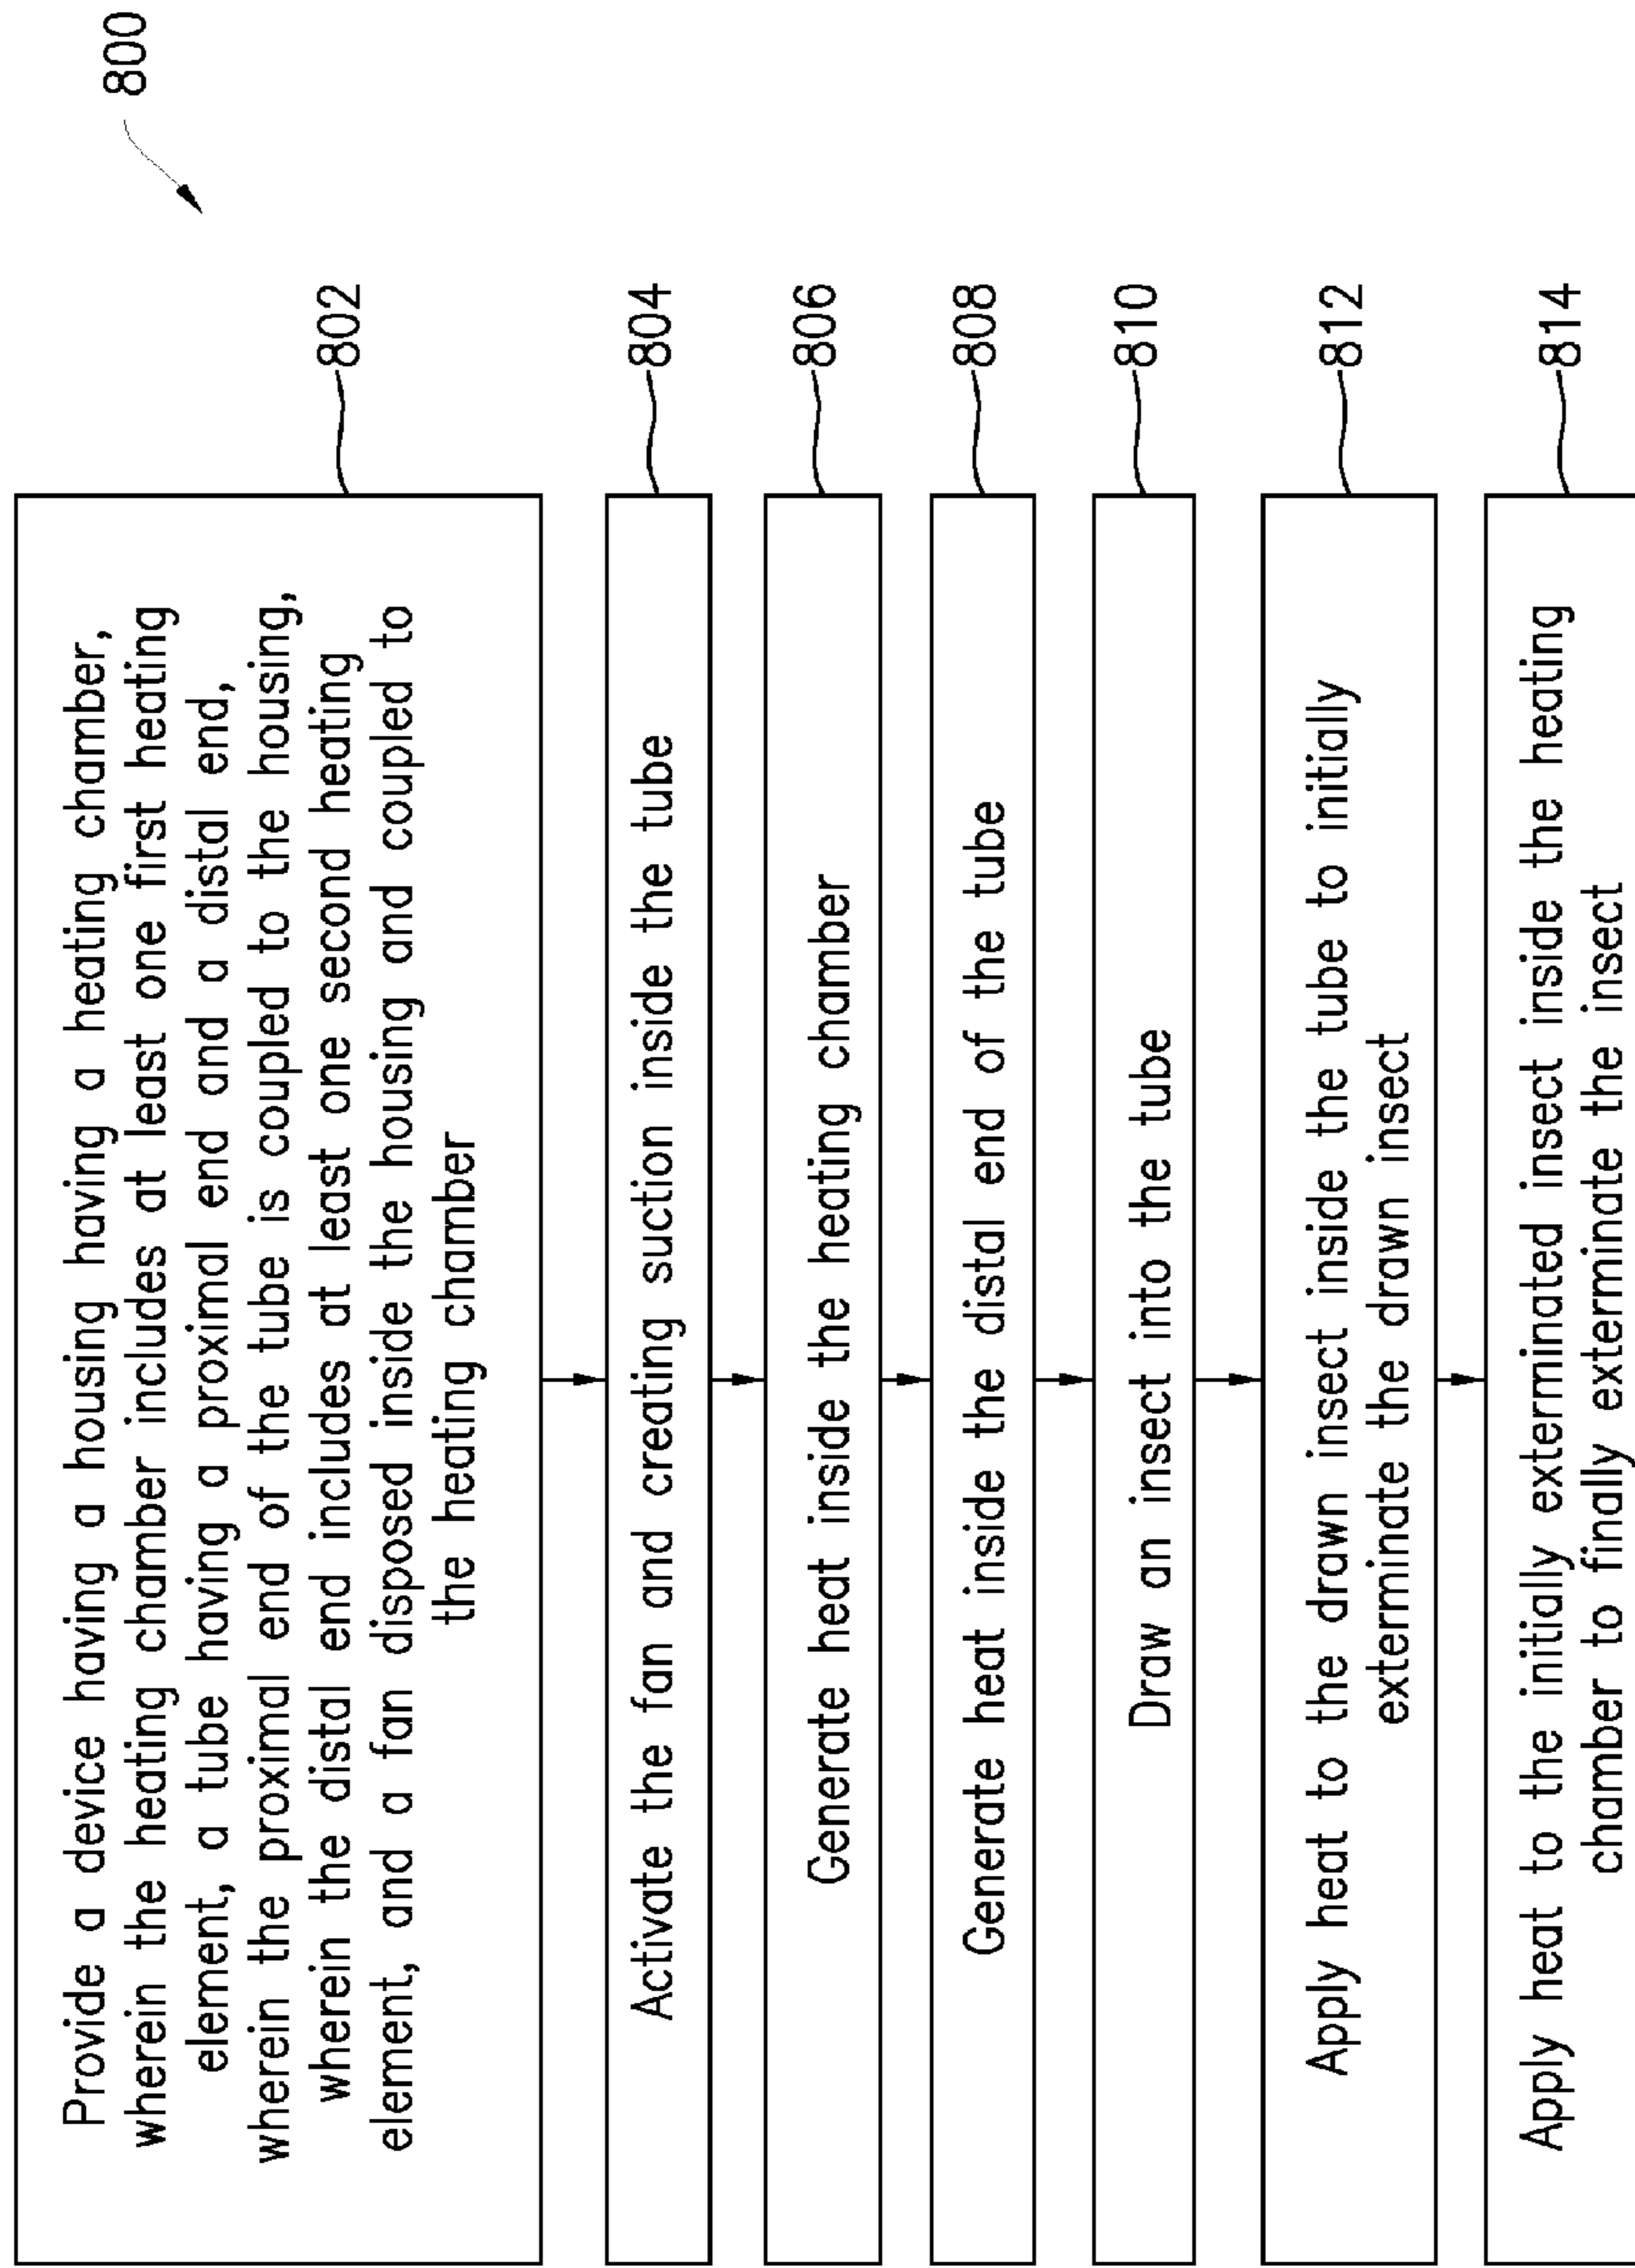 800
Provide a device having a housing having a heating chamber,
wherein the heating chamber includes at least one first heating
element, a tube having a proximal end and a distal end,
wherein the proximal end of the tube is coupled to the housing,
wherein the distal end includes at least one second heating
element, and a fan disposed inside the housing and coupled to
the heating chamber
802
Activate the fan and creating suction inside the tube
804
Generate heat inside the heating chamber
806
Generate heat inside the distal end of the tube
808
Draw an insect into the tube
810
Apply heat to the drawn insect inside the tube to initially
exterminate the drawn insect
812
Apply heat to the initially exterminated insect inside the heating
chamber to finally exterminate the insect
814